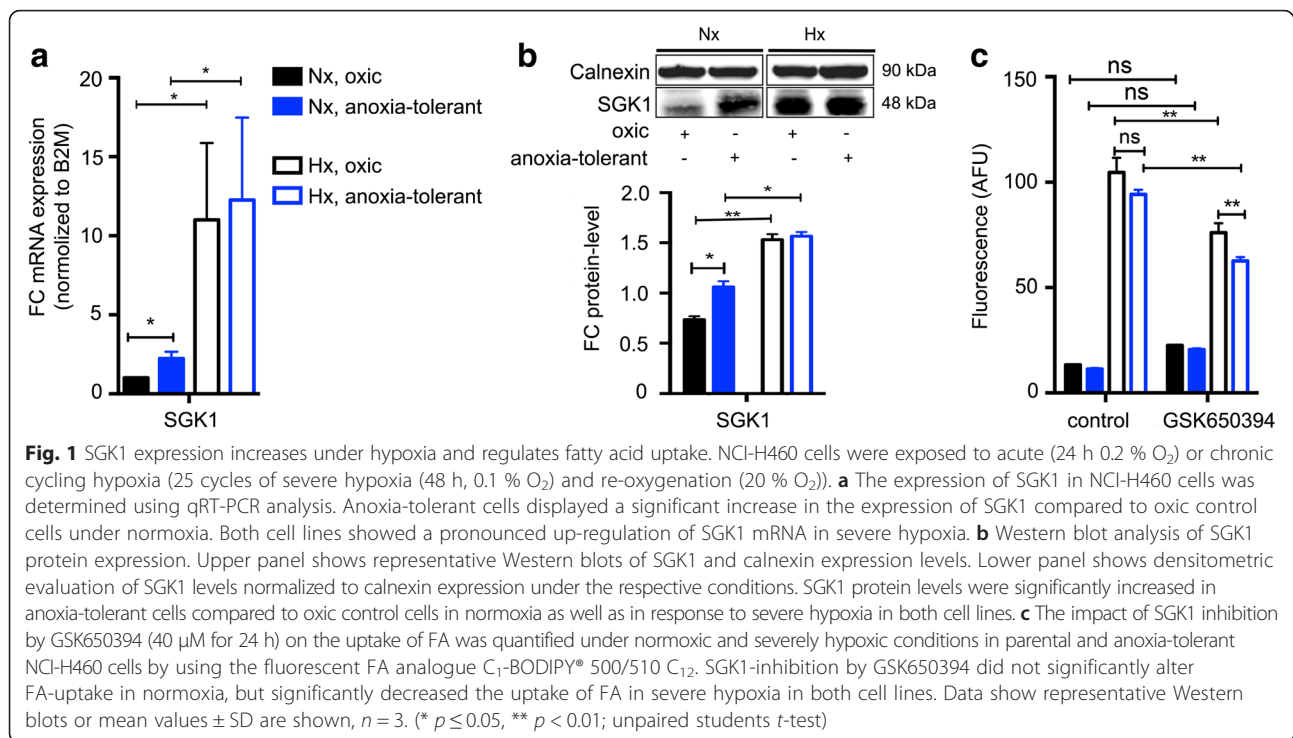 a
20
15
10
5
0
FC mRNA expression
(normolized to B2M)
*
*
*
SGK1
Nx, oxic
Nx, anoxia-tolerant
Hx, oxic
Hx, anoxia-tolerant
b
Nx Hx
Calnexin 90 kDa
SGK1 48 kDa
oxic + - + -
anoxia-tolerant - + - +
2.0
1.5
1.0
0.5
0
FC protein-level
*
**
*
SGK1
c
150
100
50
0
Fluorescence (AFU)
ns
ns
**
ns
**
**
control GSK650394
Fig. 1 SGK1 expression increases under hypoxia and regulates fatty acid uptake. NCI-H460 cells were exposed to acute (24 h 0.2 % O₂) or chronic
cycling hypoxia (25 cycles of severe hypoxia (48 h, 0.1 % O₂) and re-oxygenation (20 % O₂)). a The expression of SGK1 in NCI-H460 cells was
determined using qRT-PCR analysis. Anoxia-tolerant cells displayed a significant increase in the expression of SGK1 compared to oxic control
cells under normoxia. Both cell lines showed a pronounced up-regulation of SGK1 mRNA in severe hypoxia. b Western blot analysis of SGK1
protein expression. Upper panel shows representative Western blots of SGK1 and calnexin expression levels. Lower panel shows densitometric
evaluation of SGK1 levels normalized to calnexin expression under the respective conditions. SGK1 protein levels were significantly increased in
anoxia-tolerant cells compared to oxic control cells in normoxia as well as in response to severe hypoxia in both cell lines. c The impact of SGK1 inhibition
by GSK650394 (40 μM for 24 h) on the uptake of FA was quantified under normoxic and severely hypoxic conditions in parental and anoxia-tolerant
NCI-H460 cells by using the fluorescent FA analogue C₁-BODIPY® 500/510 C₁₂. SGK1-inhibition by GSK650394 did not significantly alter
FA-uptake in normoxia, but significantly decreased the uptake of FA in severe hypoxia in both cell lines. Data show representative Western
blots or mean values ± SD are shown, n = 3. (* p ≤ 0.05, ** p < 0.01; unpaired students t-test)